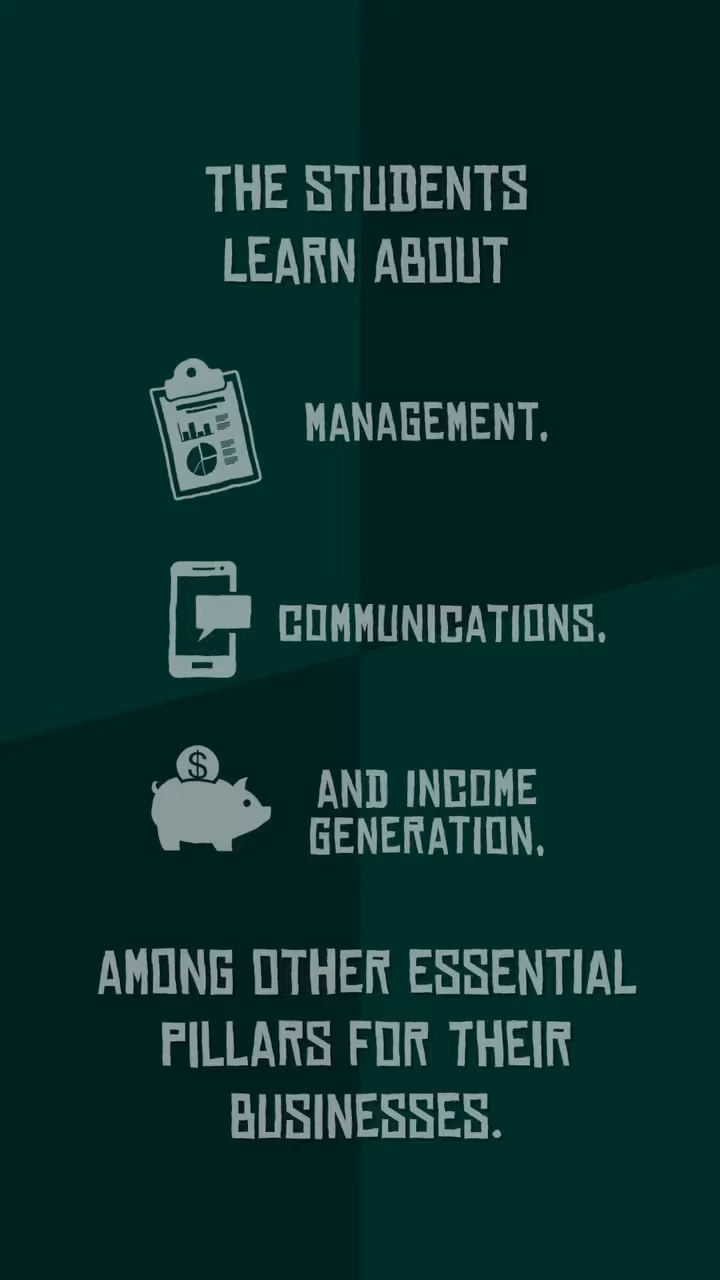 THE STUDENTS
LEARN ABOUT
MANAGEMENT,
COMMUNICATIONS,
$
AND INCOME
GENERATION,
AMONG OTHER ESSENTIAL
PILLARS FOR THEIR
BUSINESSES.